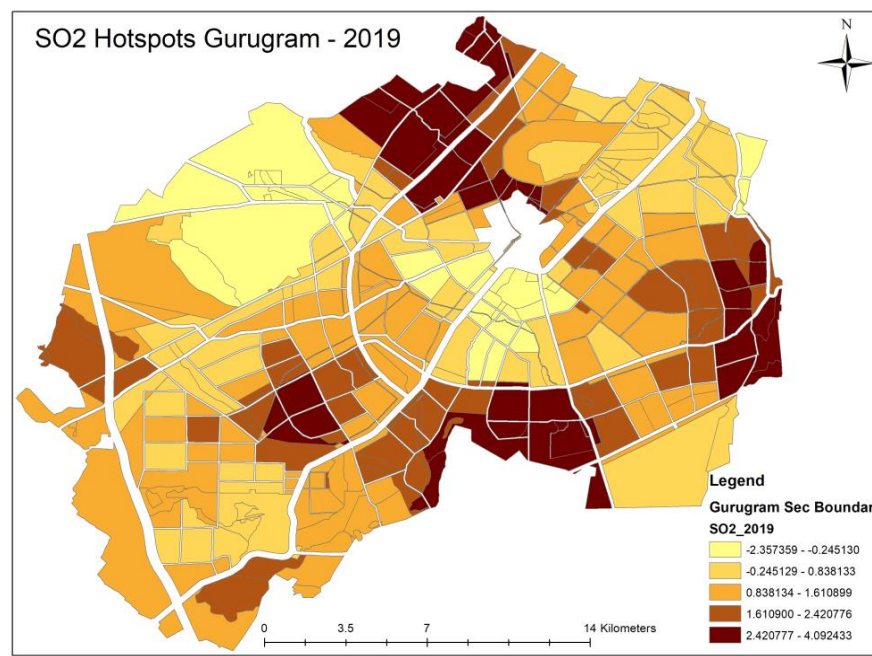 SO2 Hotspots Gurugram - 2019
N
Legend
Gurugram Sec Boundar
SO2_2019
-2.357359 - -0.245130
-0.245129 - 0.838133
0.838134 - 1.610899
1.610900 - 2.420776
2.420777 - 4.092433
0 3.5 7 14 Kilometers